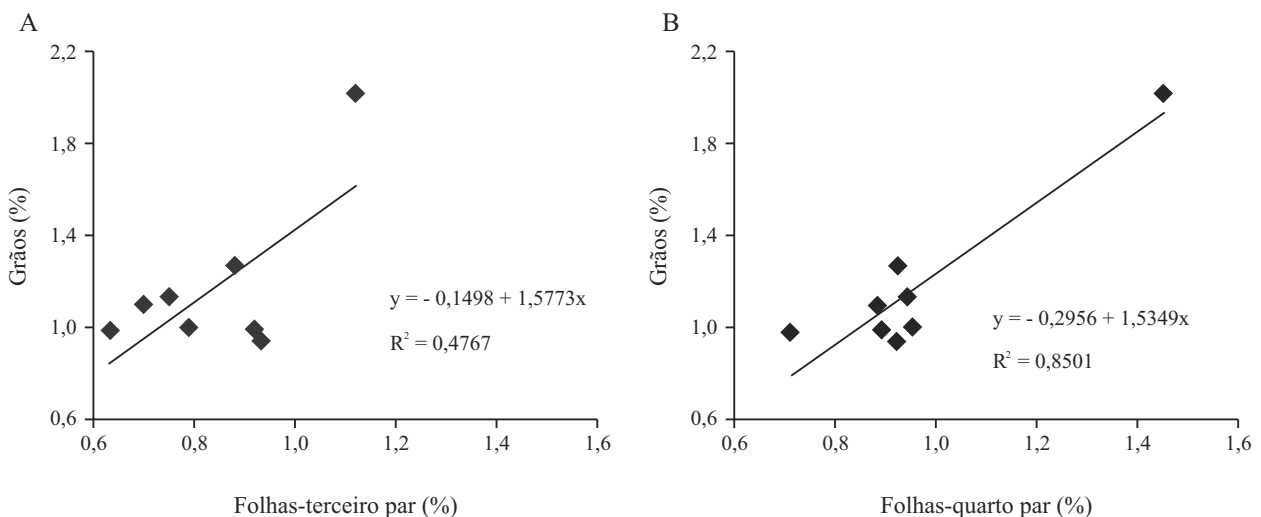 A
2,2
1,8
1,4
1,0
0,6
Grãos (%)
y = - 0,1498 + 1,5773x
R² = 0,4767
0,6 0,8 1,0 1,2 1,4 1,6
Folhas-terceiro par (%)
B
2,2
1,8
1,4
1,0
0,6
Grãos (%)
y = - 0,2956 + 1,5349x
R² = 0,8501
0,6 0,8 1,0 1,2 1,4 1,6
Folhas-quarto par (%)